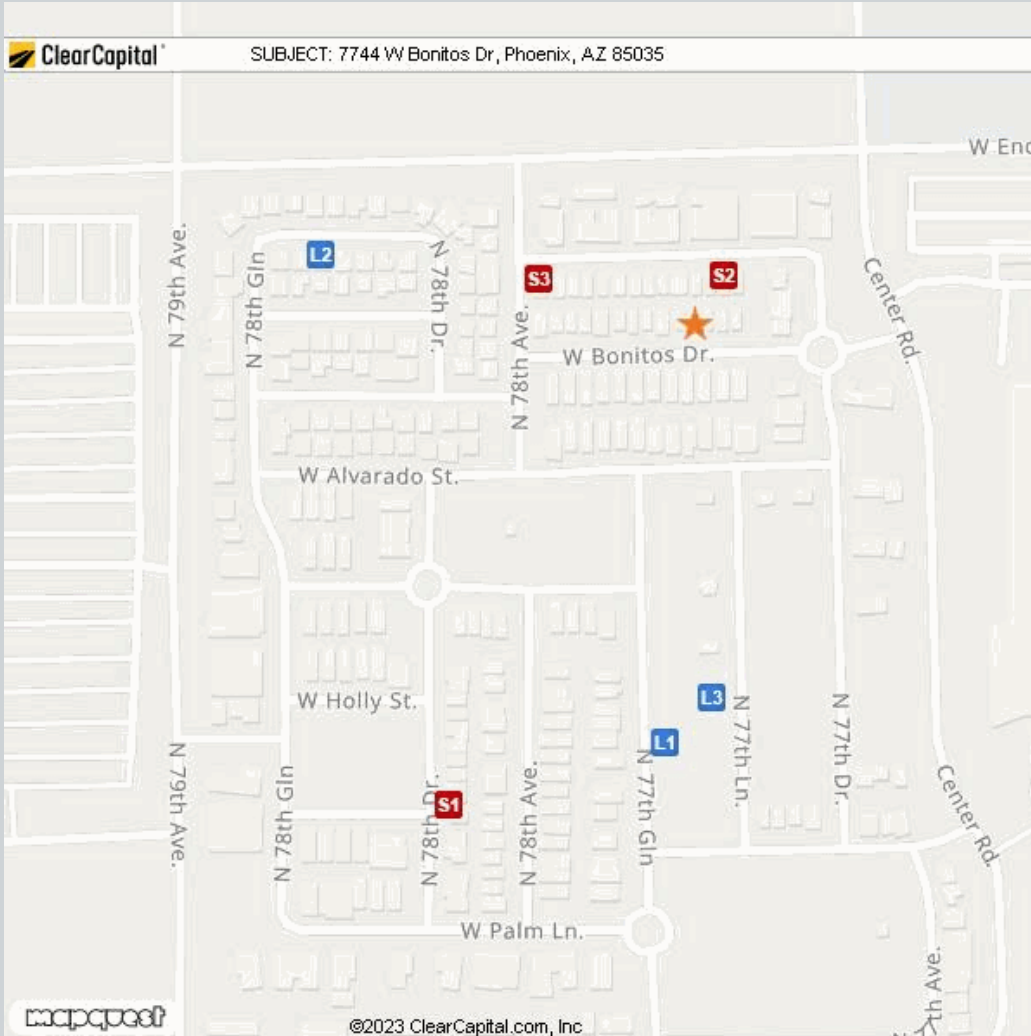 ClearCapital
SUBJECT: 7744 W Bonitos Dr, Phoenix, AZ 85035
W Enc
N 79th Ave.
N 78th Gln
L2
N 78th Dr.
S3
S2
N 78th Ave.
W Bonitos Dr.
Center Rd.
W Alvarado St.
W Holly St.
L3
L1
N 77th Ln.
N 77th Dr.
N 79th Ave.
N 78th Gln
S1
N 78th Dr.
N 78th Ave.
N 77th Gln
Center Rd.
W Palm Ln.
th Ave.
mapquest
©2023 ClearCapital.com, Inc